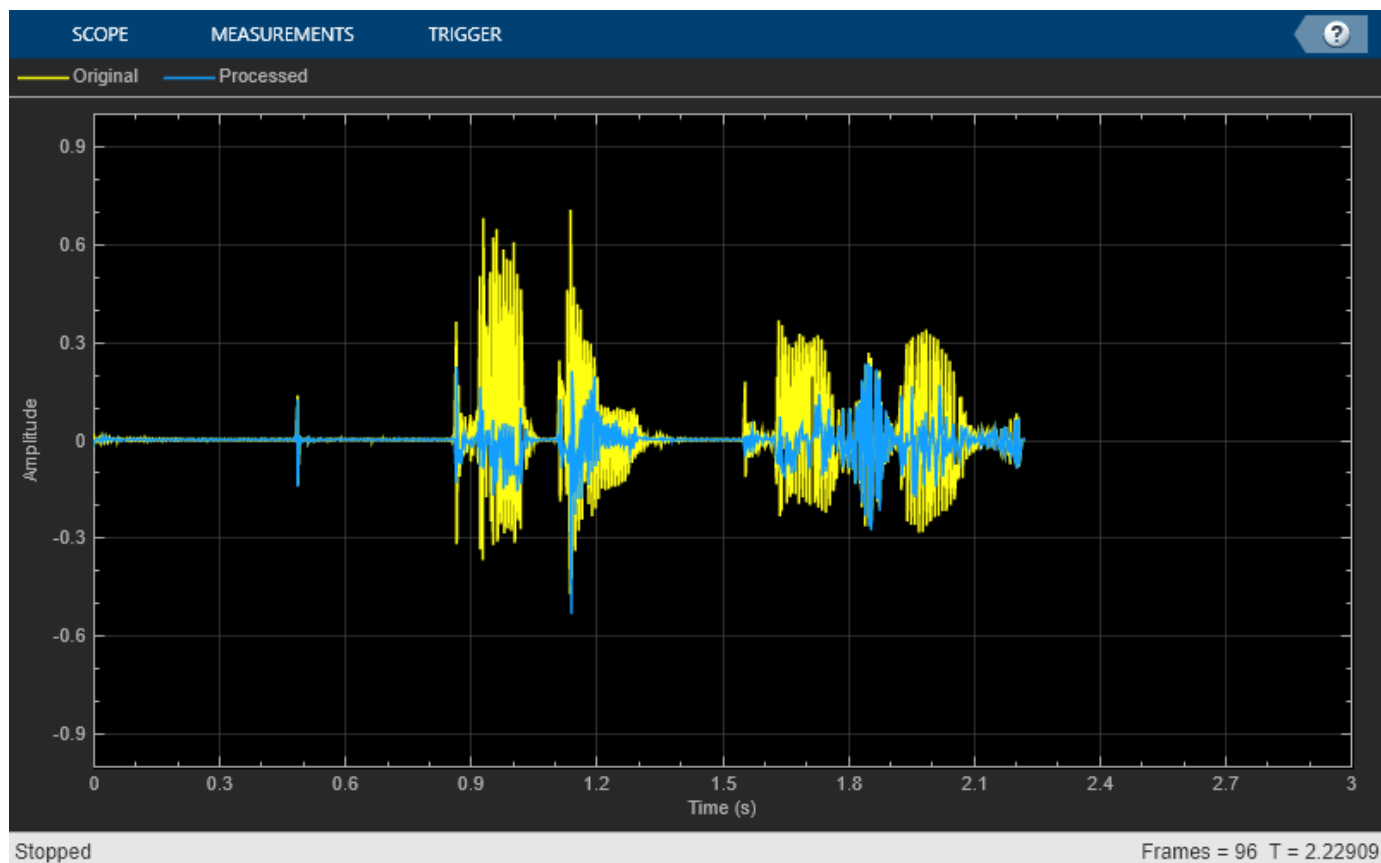 SCOPE MEASUREMENTS TRIGGER ?
Original Processed
0.9
0.6
0.3
0
-0.3
-0.6
-0.9
Amplitude
0 0.3 0.6 0.9 1.2 1.5 1.8 2.1 2.4 2.7 3
Time (s)
Stopped Frames = 96 T = 2.22909